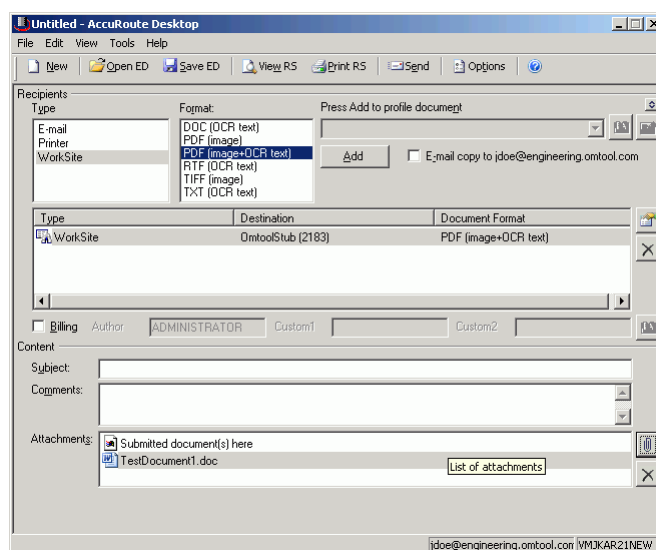 Untitled - AccuRoute Desktop
File Edit View Tools Help
New Open ED Save ED View RS Print RS Send Options
Recipients
Type Format: Press Add to profile document
E-mail
Printer
WorkSite
DOC (OCR text)
PDF (image)
PDF (image+OCR text)
RTF (OCR text)
TIFF (image)
TXT (OCR text)
Add E-mail copy to jdoe@engineering.omtool.com
Type Destination Document Format
WorkSite OmtoolStub (2183) PDF (image+OCR text)
Billing Author ADMINISTRATOR Custom1 Custom2
Content
Subject:
Comments:
Attachments: Submitted document(s) here
TestDocument1.doc
List of attachments
jdoe@engineering.omtool.com VMJKAR21NEW